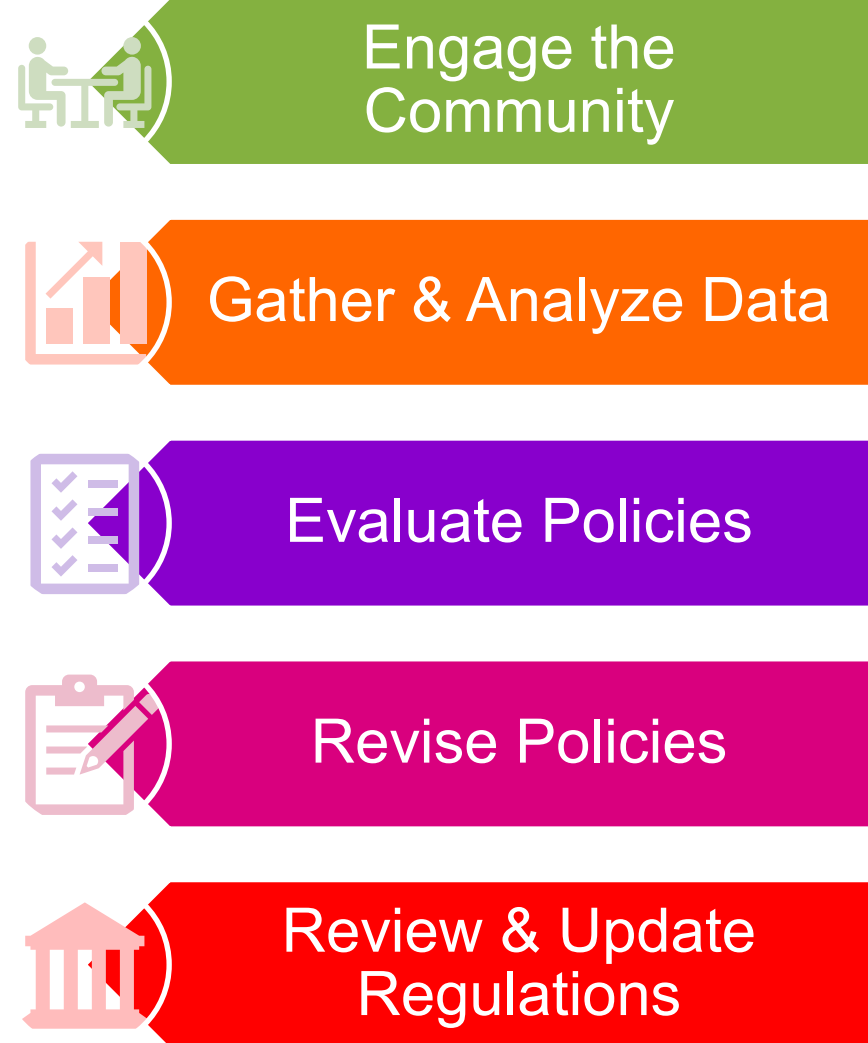 Engage the
Community
Gather & Analyze Data
Evaluate Policies
Revise Policies
Review & Update
Regulations